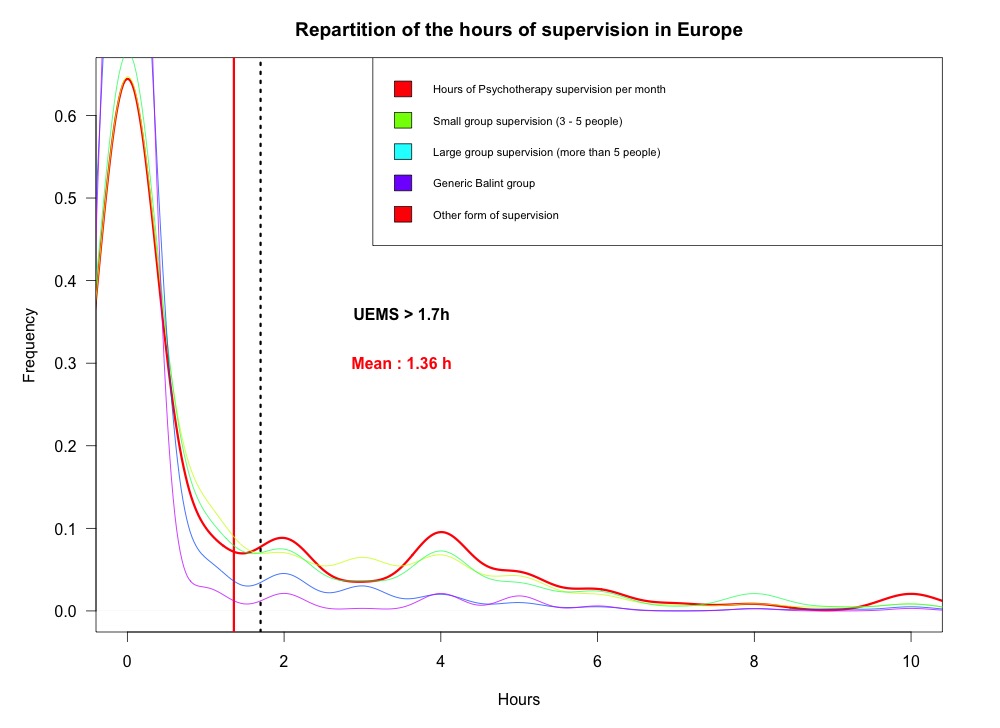 Repartition of the hours of supervision in Europe
Hours of Psychotherapy supervision per month
Small group supervision (3 - 5 people)
Large group supervision (more than 5 people)
Generic Balint group
Other form of supervision
UEMS > 1.7h
Mean : 1.36 h
Frequency
0.6
0.5
0.4
0.3
0.2
0.1
0.0
0 2 4 6 8 10
Hours